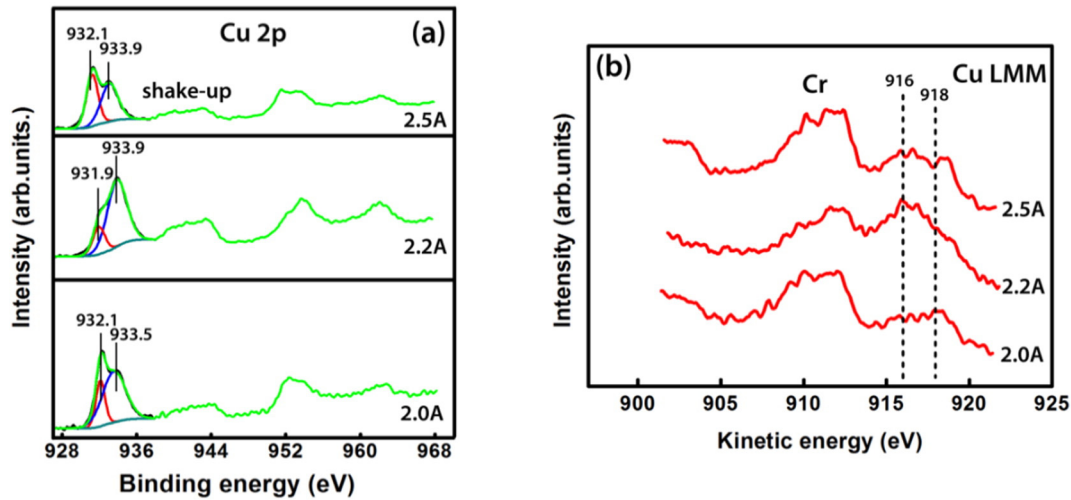 Cu 2p
(a)
932.1
933.9
shake-up
2.5A
933.9
931.9
2.2A
932.1
933.5
2.0A
Intensity (arb.units.)
928 936 944 952 960 968
Binding energy (eV)
(b)
Cr
916
918
Cu LMM
2.5A
2.2A
2.0A
Intensity (arb.units)
900 905 910 915 920 925
Kinetic energy (eV)